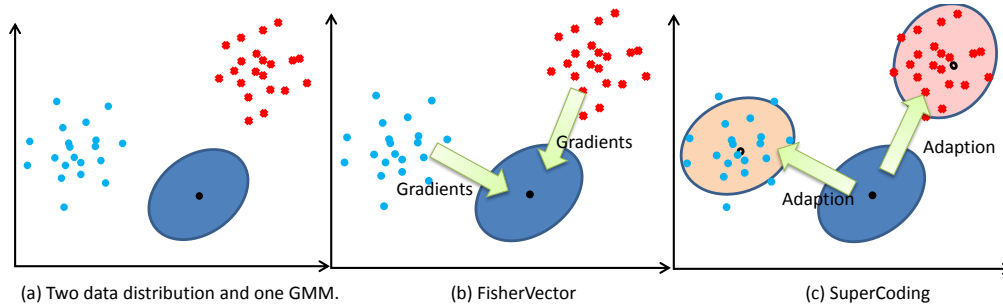 Gradients
Gradients
Adaption
Adaption
(a) Two data distribution and one GMM.
(b) FisherVector
(c) SuperCoding